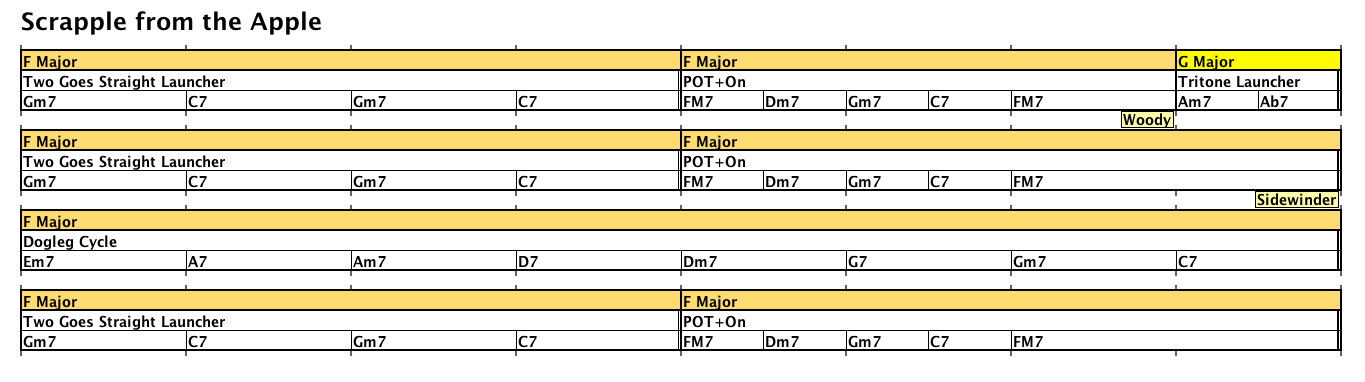 Scrapple from the Apple
F Major F Major G Major
Two Goes Straight Launcher POT+On Tritone Launcher
Gm7 C7 Gm7 C7 FM7 Dm7 Gm7 C7 FM7 Am7 Ab7
Woody
F Major F Major
Two Goes Straight Launcher POT+On
Gm7 C7 Gm7 C7 FM7 Dm7 Gm7 C7 FM7
Sidewinder
F Major
Dogleg Cycle
Em7 A7 Am7 D7 Dm7 G7 Gm7 C7
F Major F Major
Two Goes Straight Launcher POT+On
Gm7 C7 Gm7 C7 FM7 Dm7 Gm7 C7 FM7